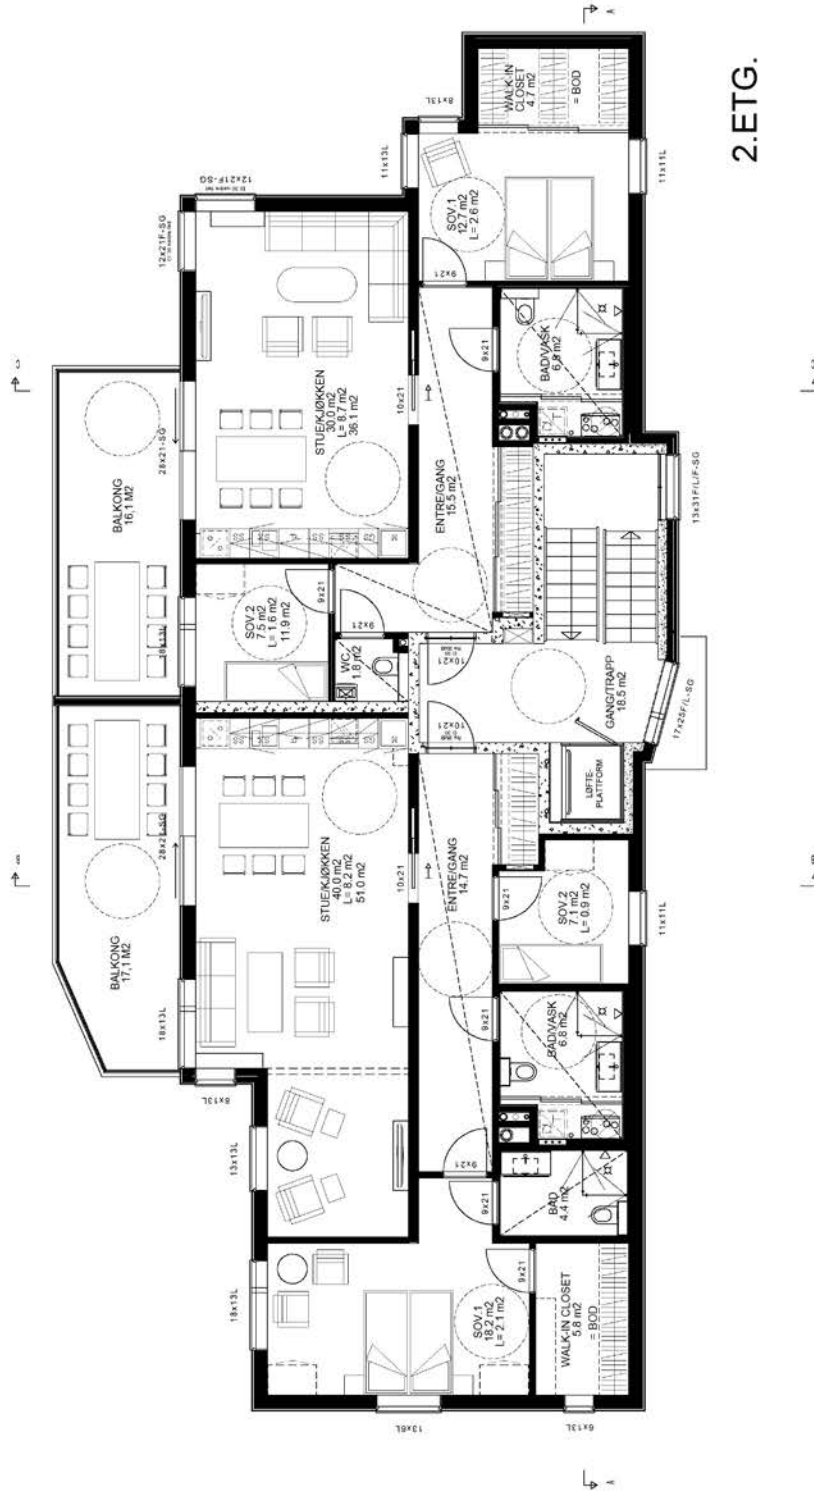 2.ETG.
A
WALK-IN
CLOSET
4.7 m2
= BOD
8x13L
11x13L
11x11L
SOV.1
12.7 m2
L= 2.6 m2
9x21
12x21F-SG
12x21F-SG
STUE/KJØKKEN
30.0 m2
L= 8.7 m2
36.1 m2
10x21
28x21-SG
BALKONG
16,1 M2
18x13L
BAD/VASK
6.8 m2
9x21
ENTRE/GANG
15.5 m2
13x31F/L/F-SG
SOV.2
7.5 m2
L= 1.6 m2
11.9 m2
9x21
9x21
WC
1.8 m2
10x21
10x21
GANG/TRAPP
18.5 m2
17x25F/L-SG
LØFTE-
PLATTFORM
BALKONG
17,1 M2
28x21-SG
18x13L
STUE/KJØKKEN
40.0 m2
L= 8.2 m2
51.0 m2
10x21
ENTRE/GANG
14.7 m2
SOV.2
7.1 m2
L= 0.9 m2
9x21
11x11L
BAD/VASK
6.8 m2
9x21
8x13L
13x13L
9x21
9x21
BAD
4.4 m2
18x13L
SOV.1
18.2 m2
L= 2.1 m2
9x21
WALK-IN CLOSET
5.8 m2
= BOD
13x6L
6x13L
A